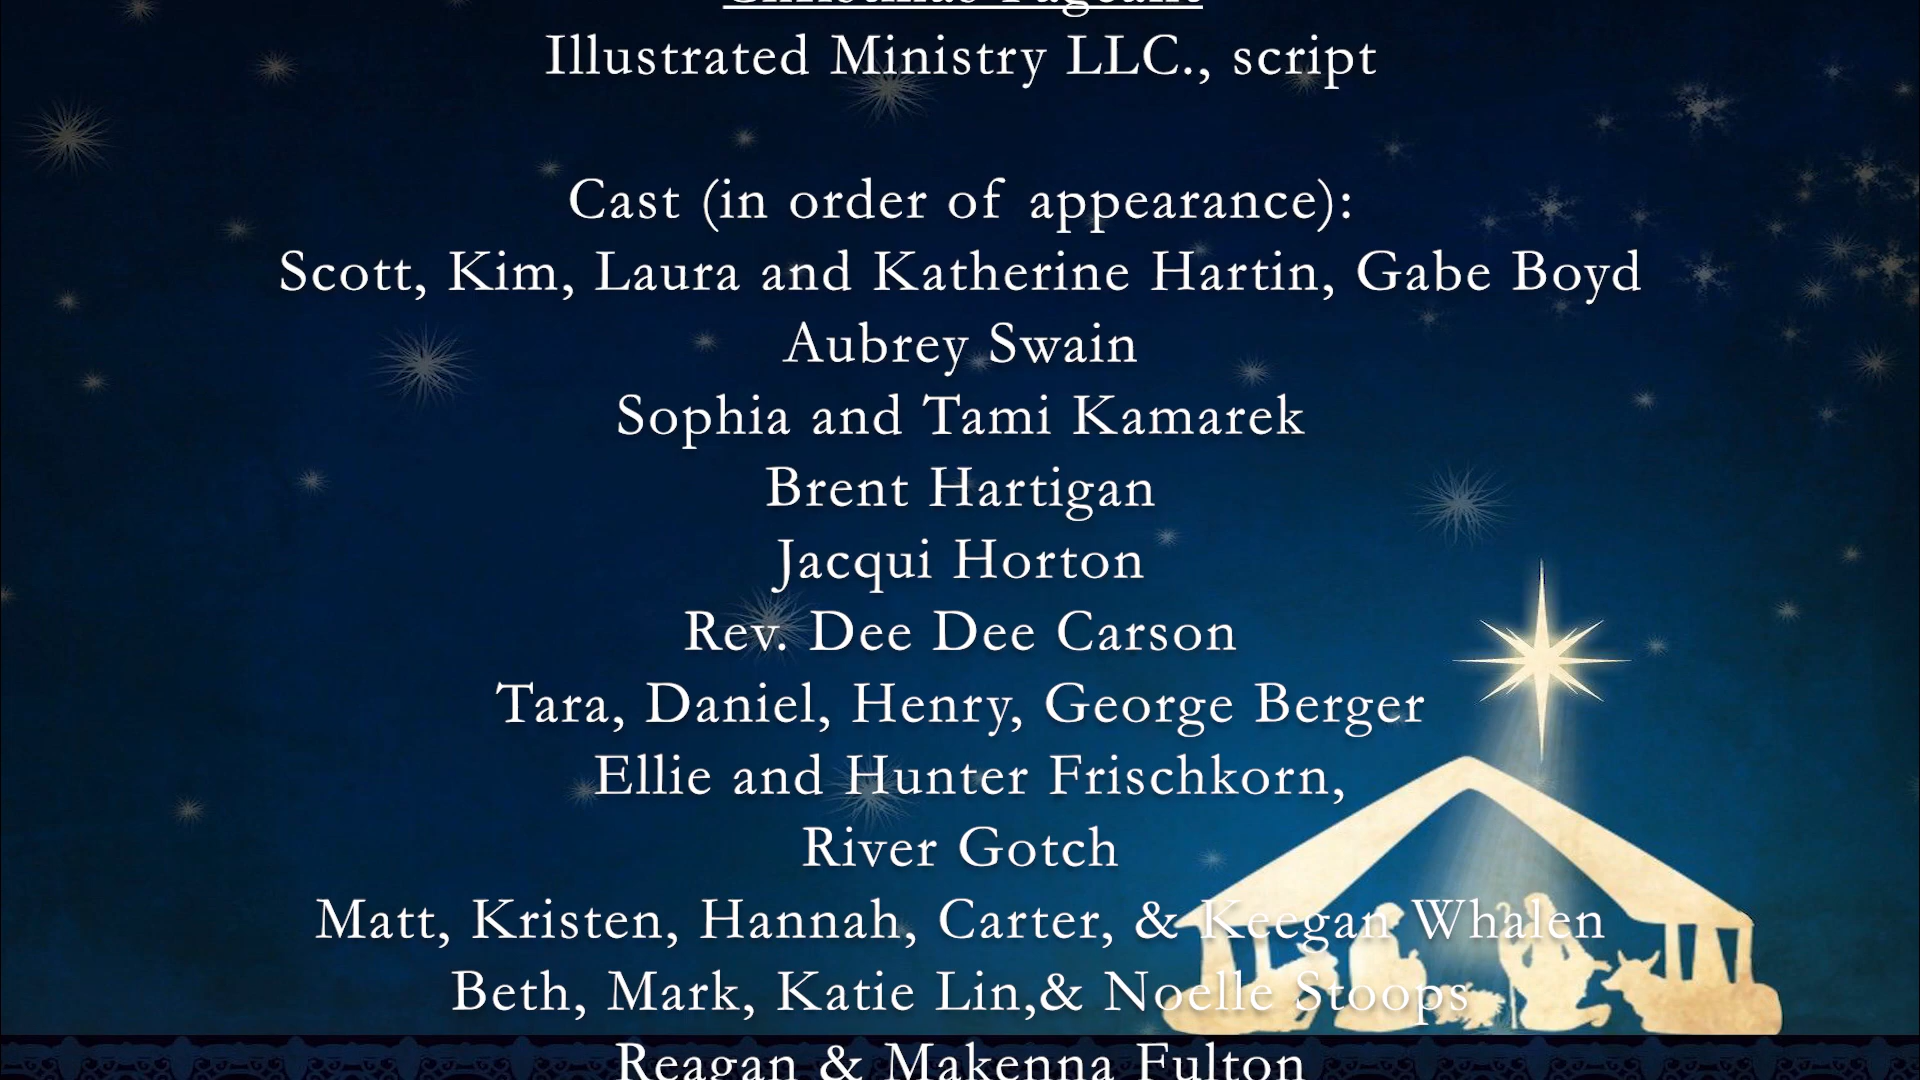 Christmas Pageant
Illustrated Ministry LLC., script
Cast (in order of appearance):
Scott, Kim, Laura and Katherine Hartin, Gabe Boyd
Aubrey Swain
Sophia and Tami Kamarek
Brent Hartigan
Jacqui Horton
Rev. Dee Dee Carson
Tara, Daniel, Henry, George Berger
Ellie and Hunter Frischkorn,
River Gotch
Matt, Kristen, Hannah, Carter, & Keegan Whalen
Beth, Mark, Katie Lin,& Noelle Stoops
Reagan & Makenna Fulton